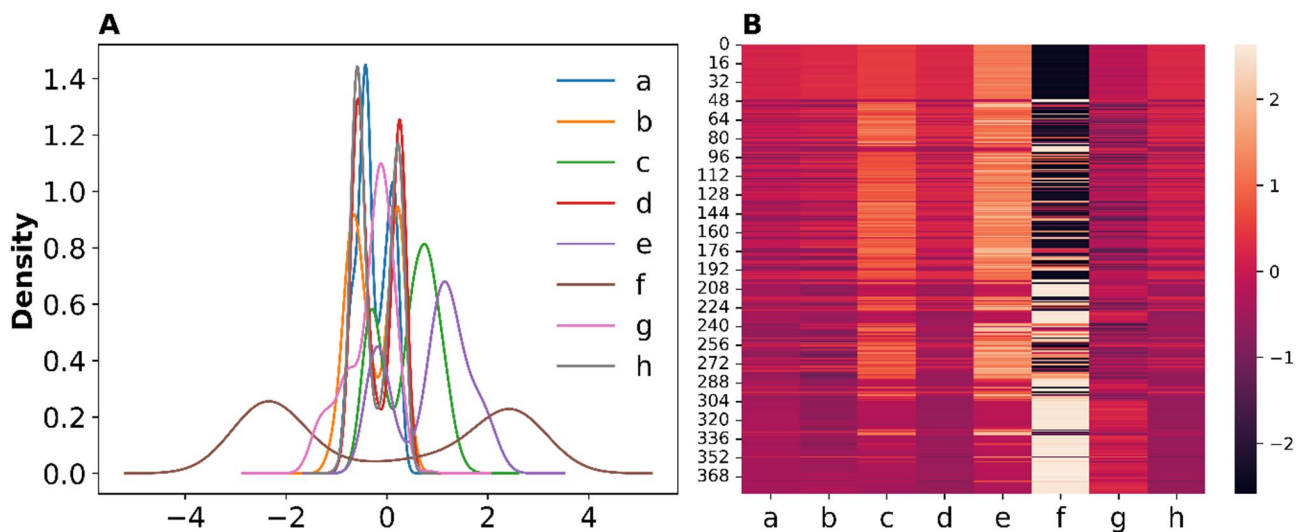 A
Density
1.4
1.2
1.0
0.8
0.6
0.4
0.2
0.0
−4 −2 0 2 4
a
b
c
d
e
f
g
h
B
0
16
32
48
64
80
96
112
128
144
160
176
192
208
224
240
256
272
288
304
320
336
352
368
a b c d e f g h
2
1
0
−1
−2